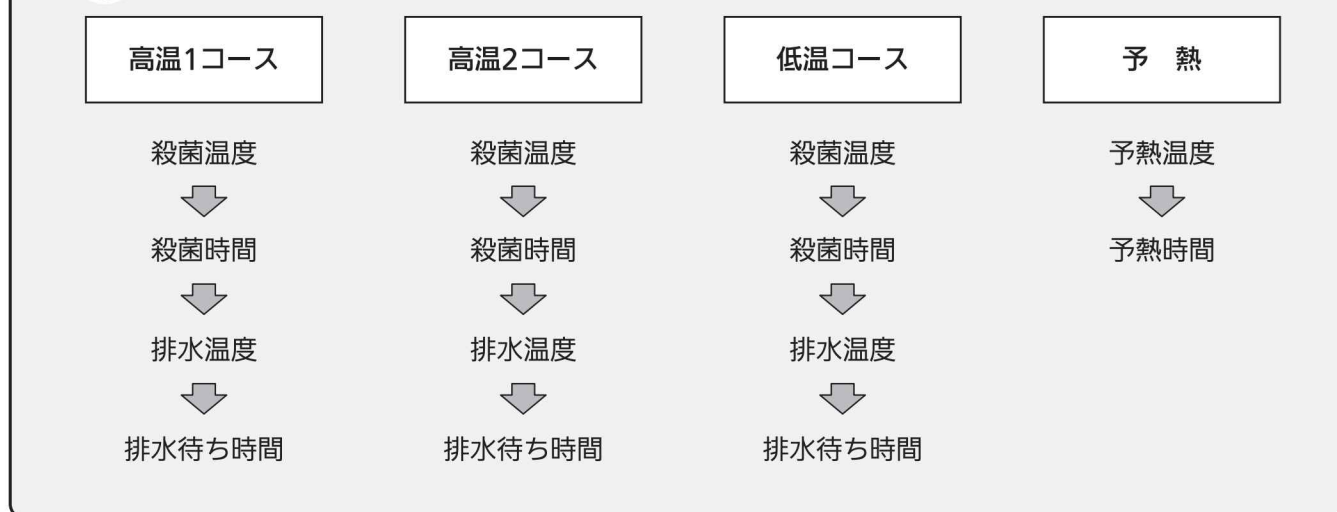 高温1コース
殺菌温度
殺菌時間
排水温度
排水待ち時間
高温2コース
殺菌温度
殺菌時間
排水温度
排水待ち時間
低温コース
殺菌温度
殺菌時間
排水温度
排水待ち時間
予　熱
予熱温度
予熱時間